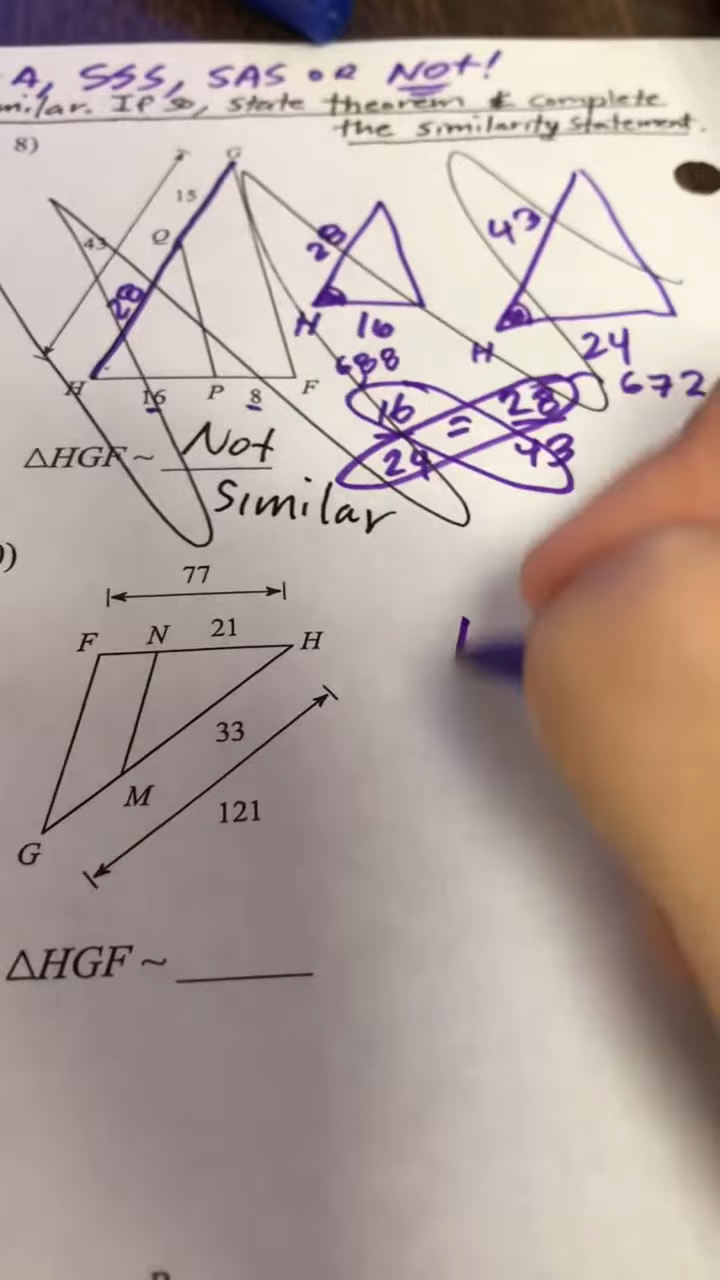 A, SSS, SAS OR Not!
milar. If so, state theorem & complete
the similarity statement.
8)
G
15
Q
43
28
H
16
P
8
F
△HGF ~ Not
Similar
28
H
16
43
H
24
688
672
16 = 28
24 43
)
77
F N 21 H
33
M
121
G
△HGF ~